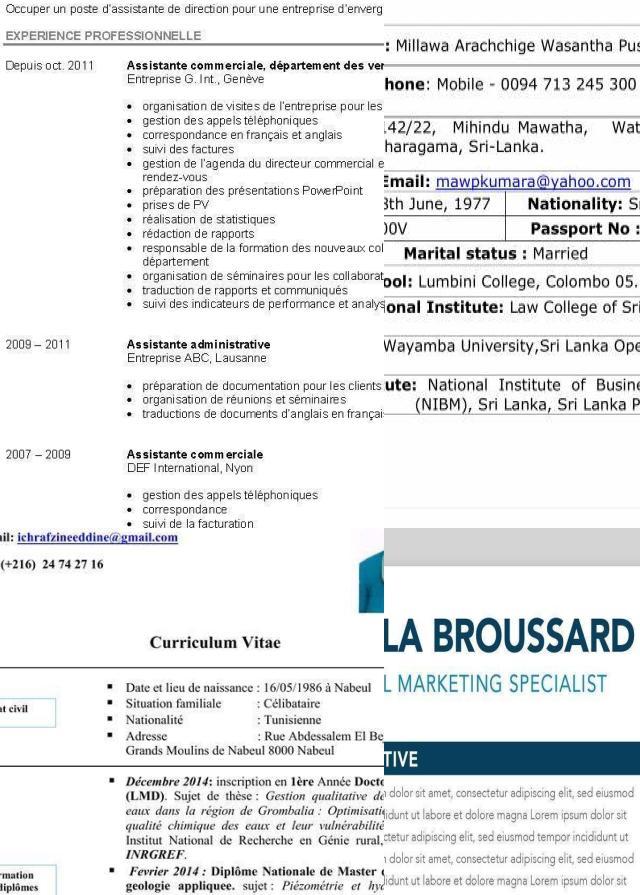 Occuper un poste d'assistante de direction pour une entreprise d'enverg
EXPERIENCE PROFESSIONNELLE
Depuis oct. 2011
Assistante commerciale, département des ver
Entreprise G. Int., Genève
• organisation de visites de l'entreprise pour les
• gestion des appels téléphoniques
• correspondance en français et anglais
• suivi des factures
• gestion de l'agenda du directeur commercial e
rendez-vous
• préparation des présentations PowerPoint
• prises de PV
• réalisation de statistiques
• rédaction de rapports
• responsable de la formation des nouveaux col
département
• organisation de séminaires pour les collaborat
• traduction de rapports et communiqués
• suivi des indicateurs de performance et analys
2009 – 2011
Assistante administrative
Entreprise ABC, Lausanne
• préparation de documentation pour les clients
• organisation de réunions et séminaires
• traductions de documents d'anglais en françai
2007 – 2009
Assistante commerciale
DEF International, Nyon
• gestion des appels téléphoniques
• correspondance
• suivi de la facturation
: Millawa Arachchige Wasantha Pus
hone: Mobile - 0094 713 245 300
142/22, Mihindu Mawatha, Wat
haragama, Sri-Lanka.
Email: mawpkumara@yahoo.com
8th June, 1977 Nationality: S
00V Passport No :
Marital status : Married
ool: Lumbini College, Colombo 05.
onal Institute: Law College of Sri
Wayamba University,Sri Lanka Ope
ute: National Institute of Busine
(NIBM), Sri Lanka, Sri Lanka P
ail: ichrafzineeddine@gmail.com
(+216) 24 74 27 16
Curriculum Vitae
at civil
▪ Date et lieu de naissance : 16/05/1986 à Nabeul
▪ Situation familiale : Célibataire
▪ Nationalité : Tunisienne
▪ Adresse : Rue Abdessalem El Be
Grands Moulins de Nabeul 8000 Nabeul
▪ Décembre 2014: inscription en 1ère Année Docto
(LMD). Sujet de thèse : Gestion qualitative de
eaux dans la région de Grombalia : Optimisati
qualité chimique des eaux et leur vulnérabilité
Institut National de Recherche en Génie rural,
INRGREF.
rmation
diplômes
▪ Fevrier 2014 : Diplôme Nationale de Master
geologie appliquee. sujet : Piézométrie et hy
LA BROUSSARD
L MARKETING SPECIALIST
TIVE
dolor sit amet, consectetur adipiscing elit, sed eiusmod
idunt ut labore et dolore magna Lorem ipsum dolor sit
ctetur adipiscing elit, sed eiusmod tempor incididunt ut
dolor sit amet, consectetur adipiscing elit, sed eiusmod
idunt ut labore et dolore magna Lorem ipsum dolor sit